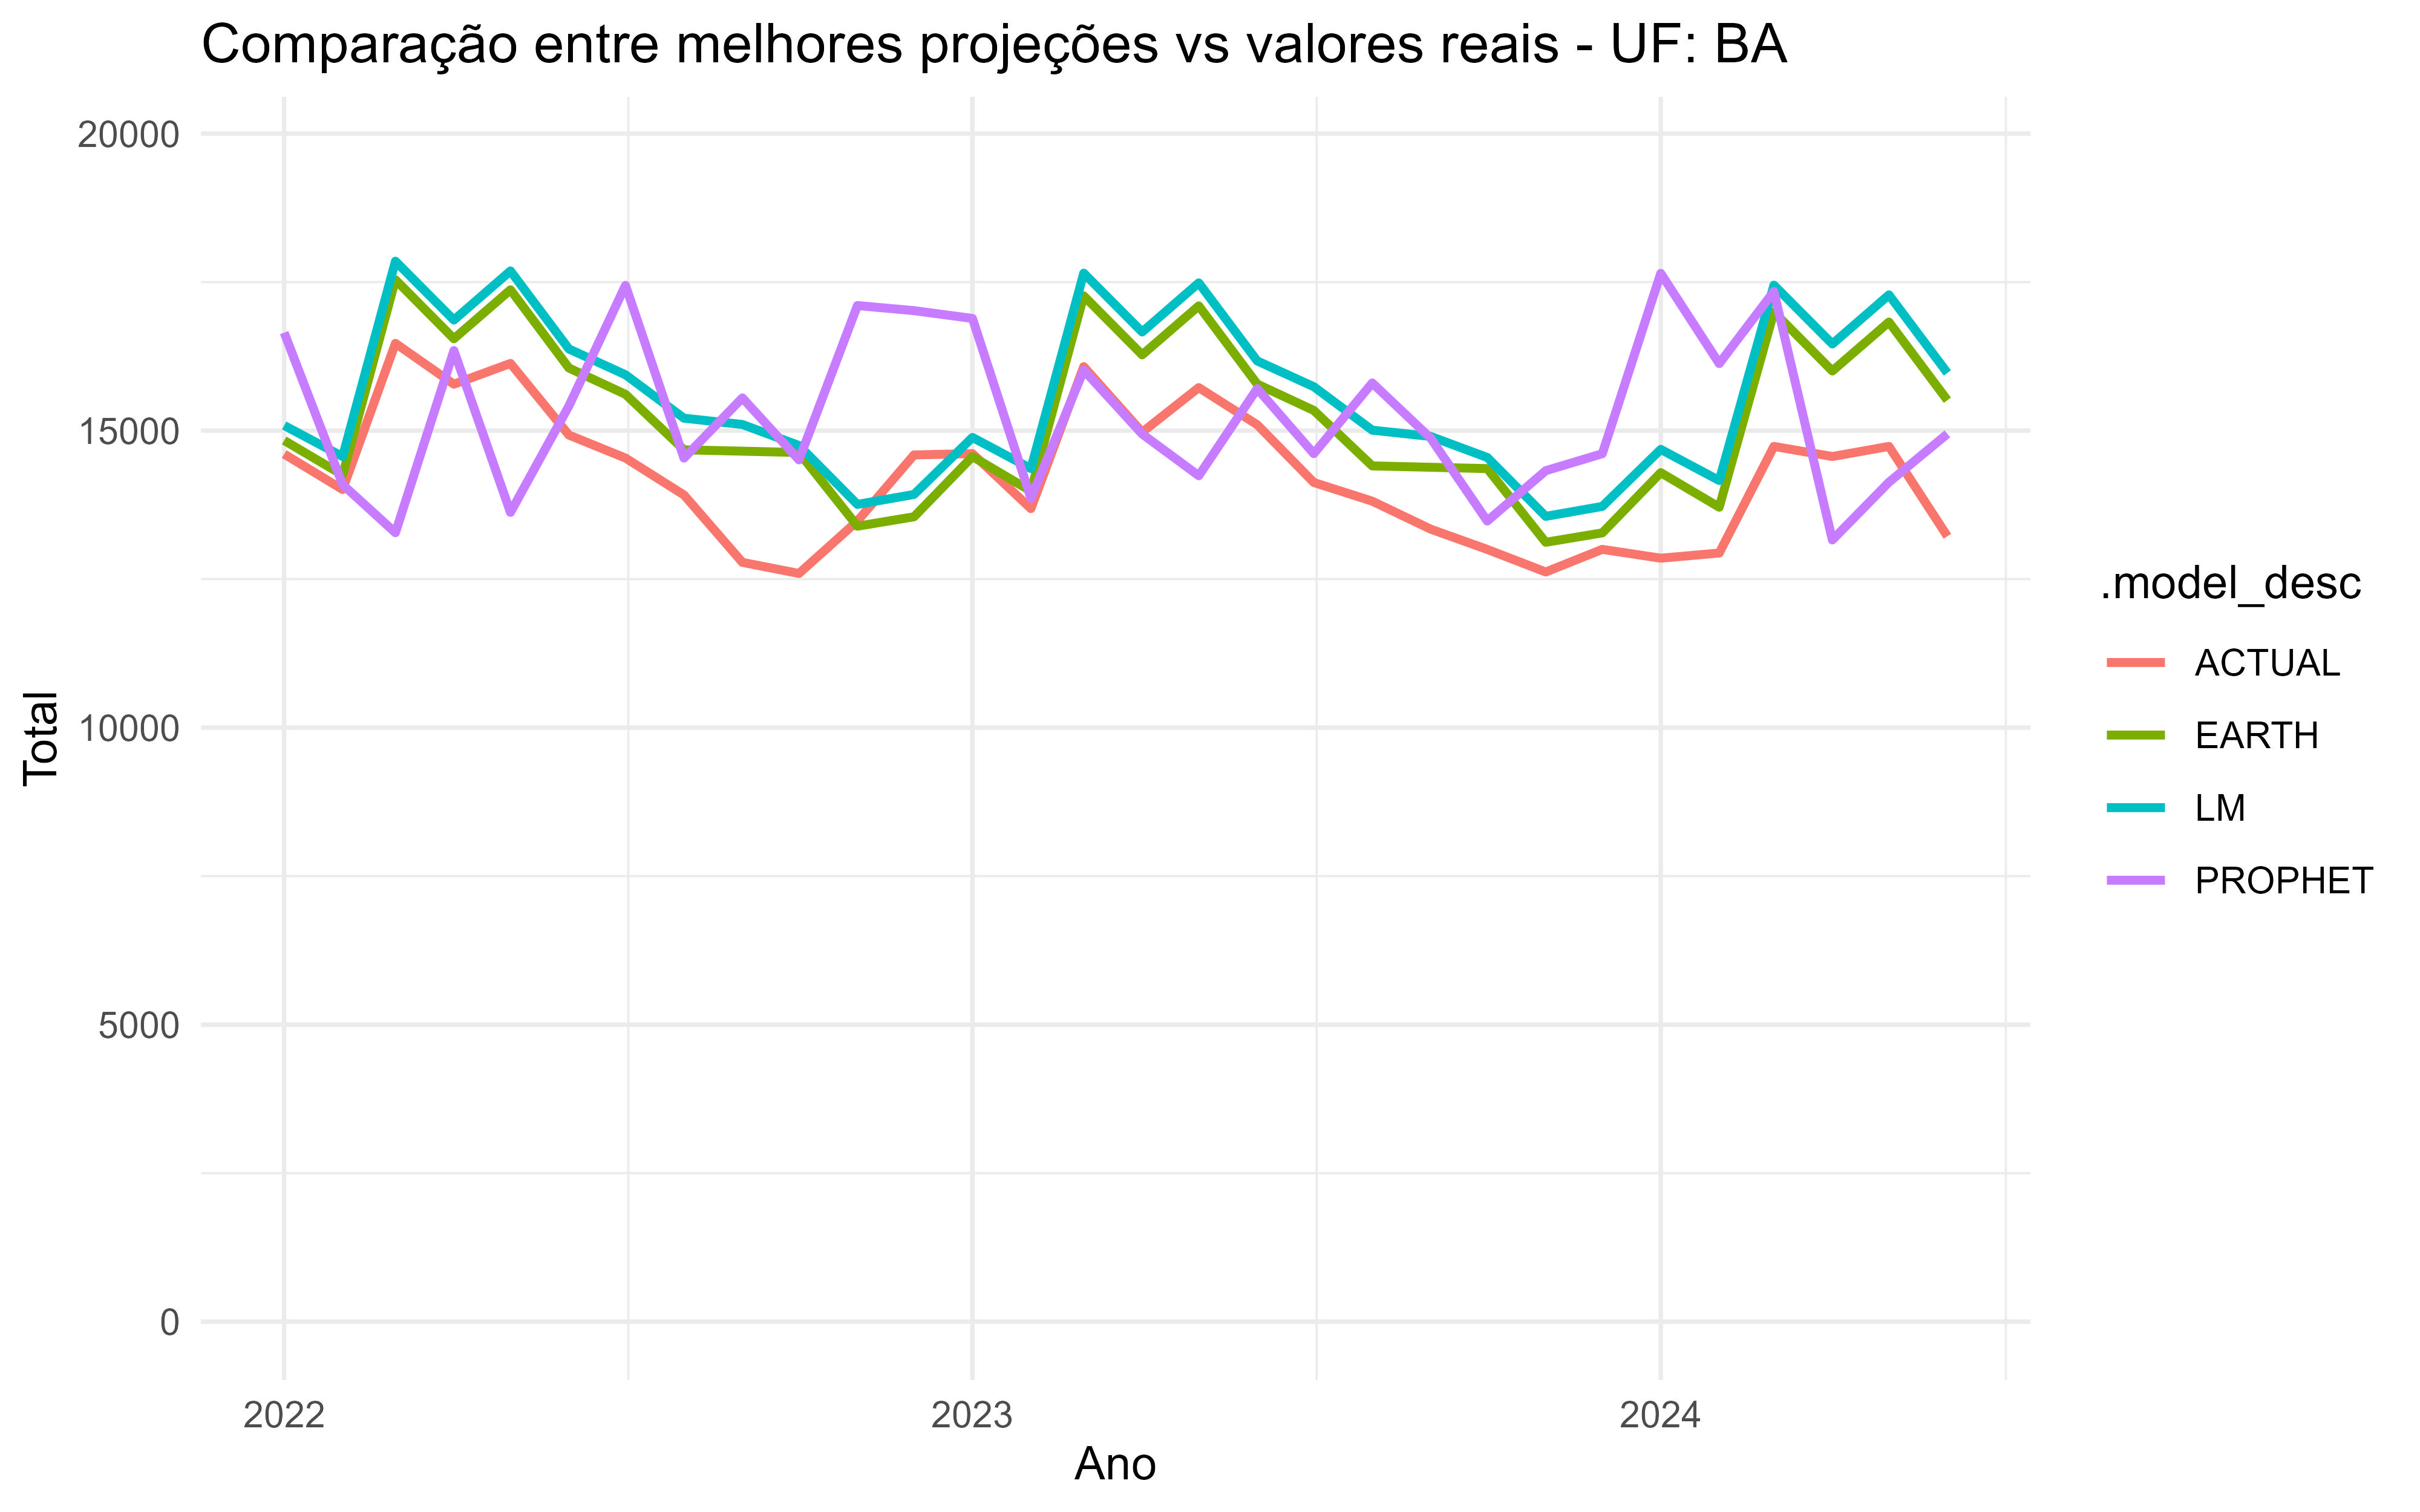 Comparação entre melhores projeções vs valores reais - UF: BA
20000
15000
10000
5000
0
Total
2022
2023
2024
Ano
.model_desc
ACTUAL
EARTH
LM
PROPHET